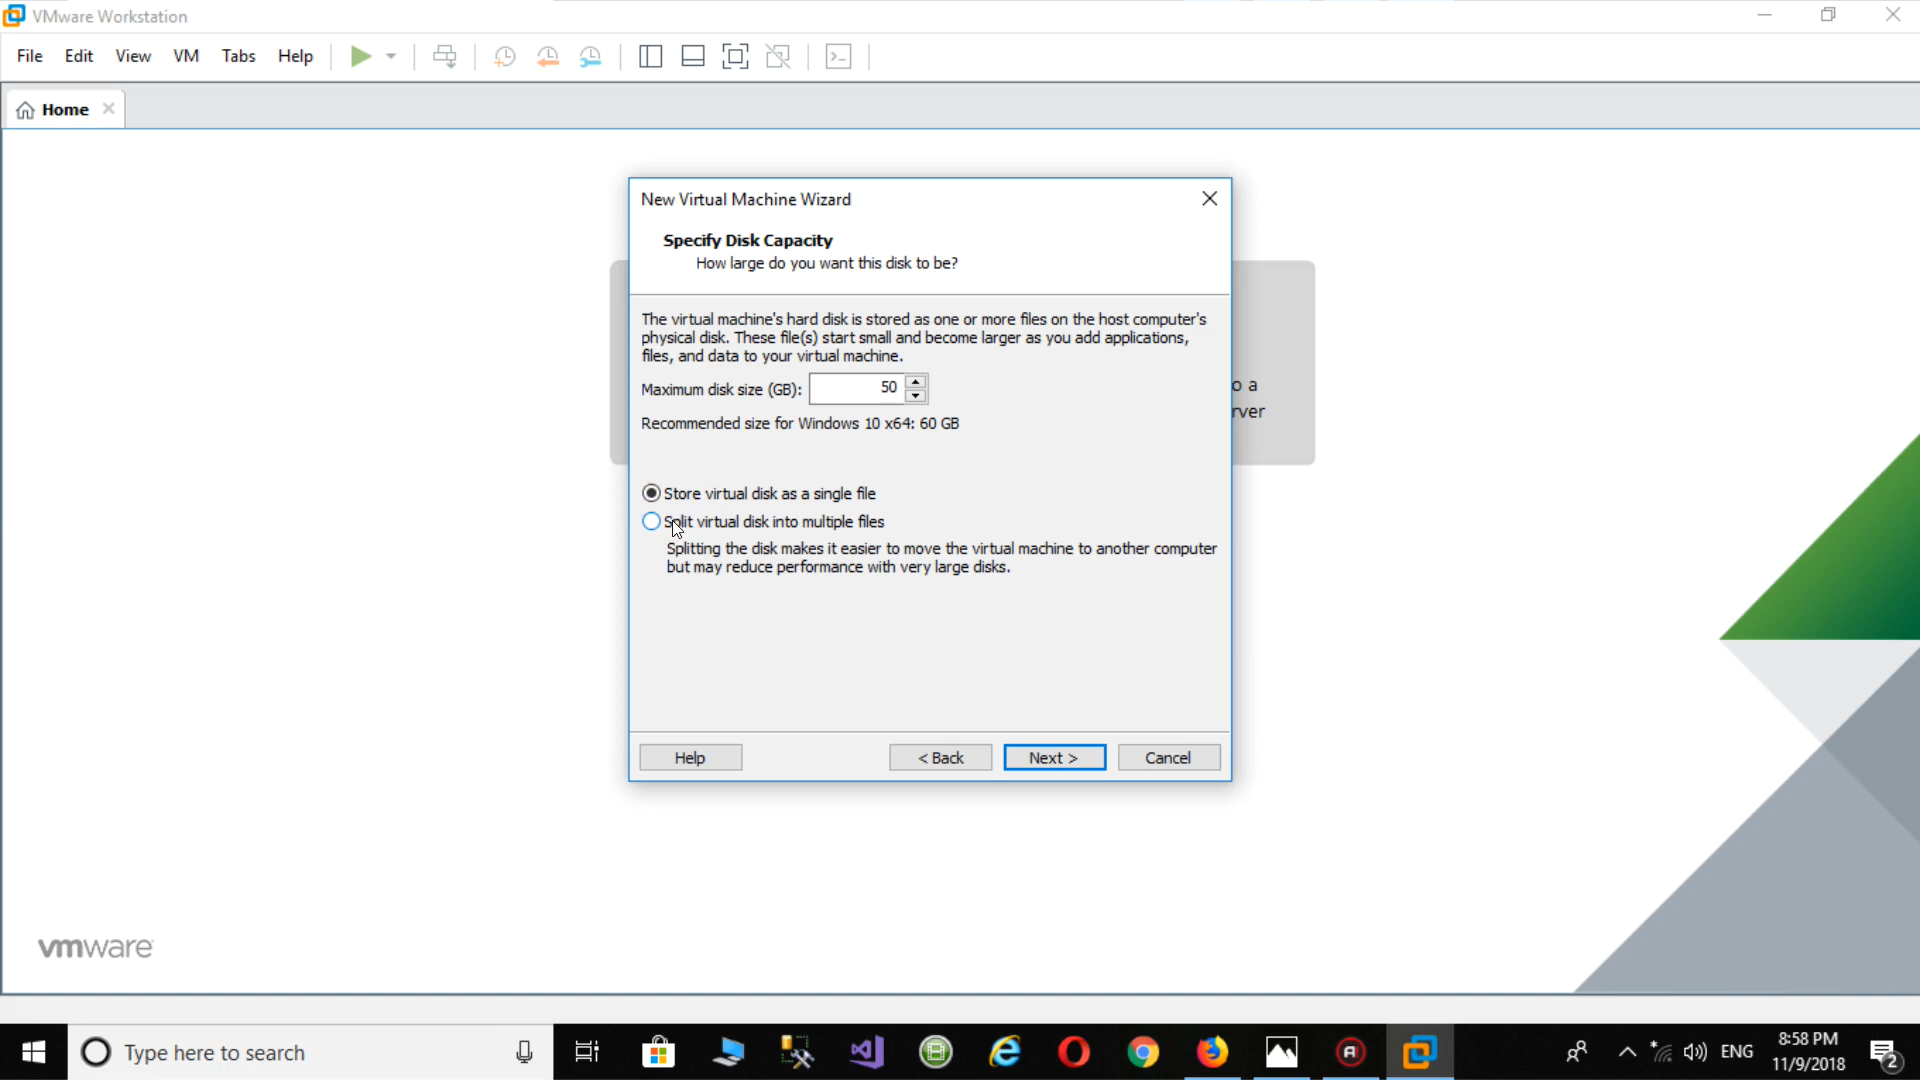 VMware Workstation
File Edit View VM Tabs Help
Home
New Virtual Machine Wizard
Specify Disk Capacity
How large do you want this disk to be?
The virtual machine's hard disk is stored as one or more files on the host computer's
physical disk. These file(s) start small and become larger as you add applications,
files, and data to your virtual machine.
Maximum disk size (GB): 50
Recommended size for Windows 10 x64: 60 GB
Store virtual disk as a single file
Split virtual disk into multiple files
Splitting the disk makes it easier to move the virtual machine to another computer
but may reduce performance with very large disks.
o a
rver
Help < Back Next > Cancel
vmware
Type here to search
ENG
8:58 PM
11/9/2018
2